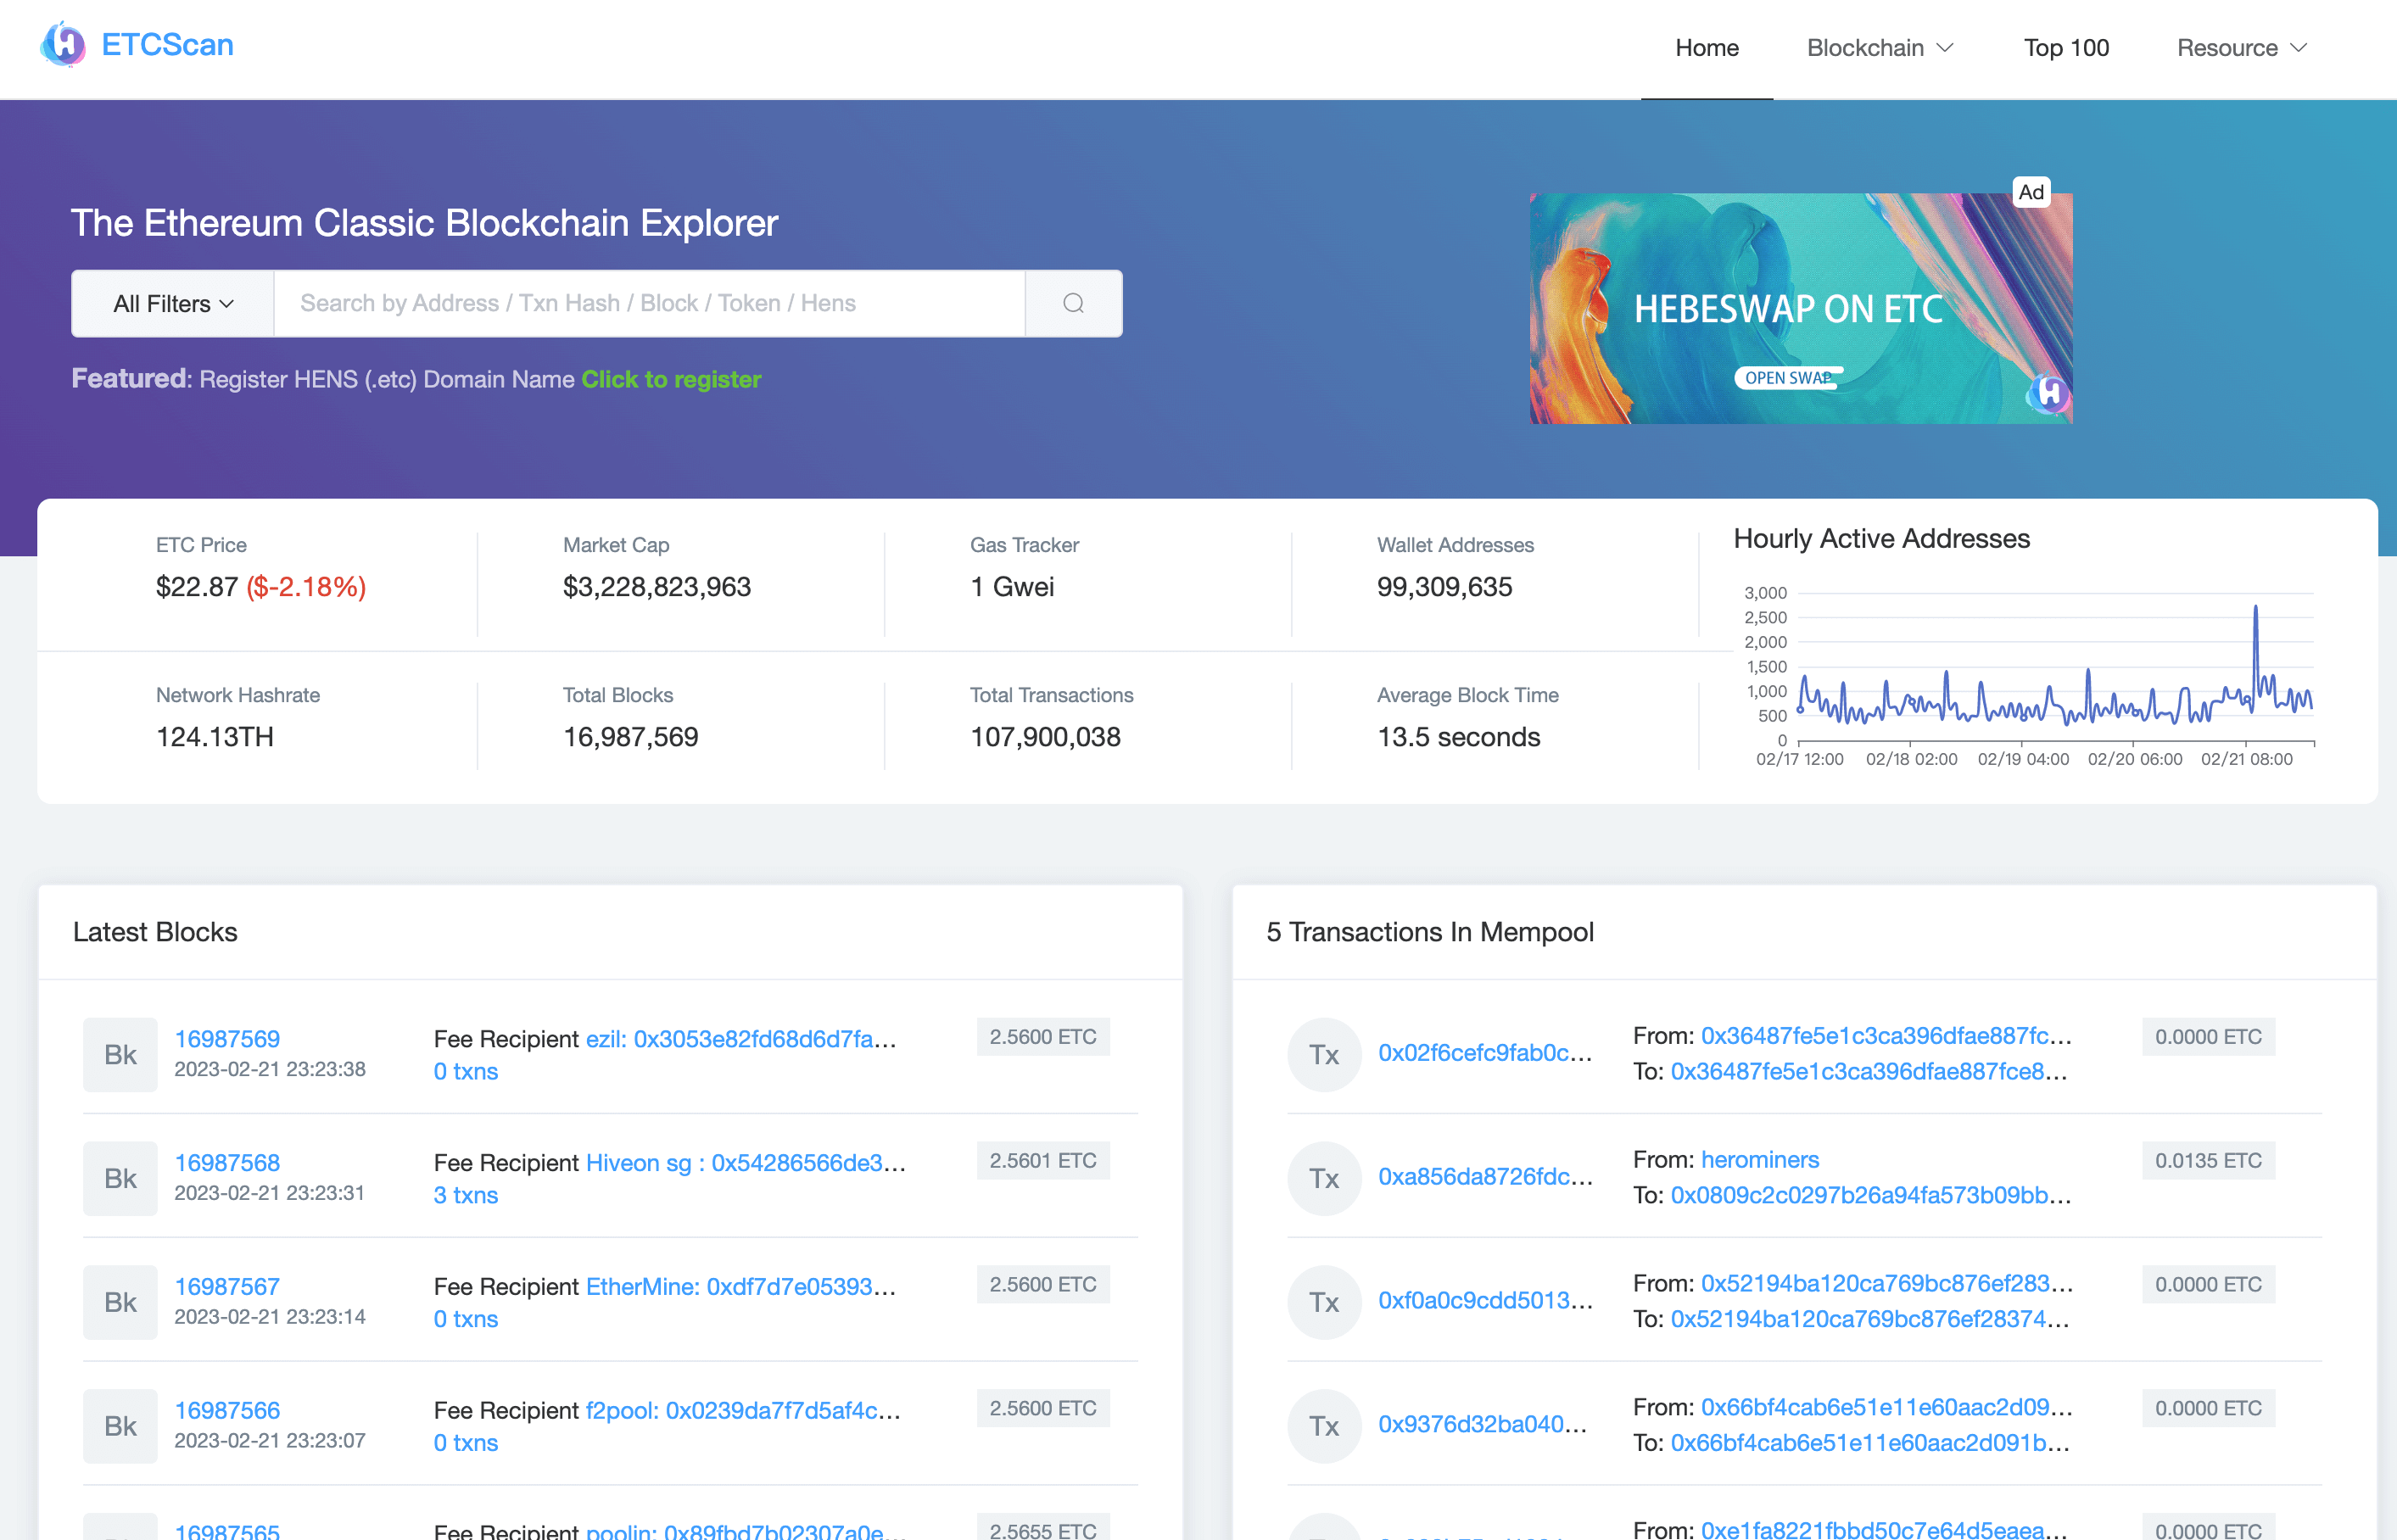 ETCScan
Home
Blockchain
Top 100
Resource
The Ethereum Classic Blockchain Explorer
All Filters
Search by Address / Txn Hash / Block / Token / Hens
Featured: Register HENS (.etc) Domain Name Click to register
Ad
HEBESWAP ON ETC
OPEN SWAP
ETC Price
$22.87 ($-2.18%)
Market Cap
$3,228,823,963
Gas Tracker
1 Gwei
Wallet Addresses
99,309,635
Network Hashrate
124.13TH
Total Blocks
16,987,569
Total Transactions
107,900,038
Average Block Time
13.5 seconds
Hourly Active Addresses
3,000
2,500
2,000
1,500
1,000
500
0
02/17 12:00 02/18 02:00 02/19 04:00 02/20 06:00 02/21 08:00
Latest Blocks
Bk
16987569
2023-02-21 23:23:38
Fee Recipient ezil: 0x3053e82fd68d6d7fa...
0 txns
2.5600 ETC
Bk
16987568
2023-02-21 23:23:31
Fee Recipient Hiveon sg : 0x54286566de3...
3 txns
2.5601 ETC
Bk
16987567
2023-02-21 23:23:14
Fee Recipient EtherMine: 0xdf7d7e05393...
0 txns
2.5600 ETC
Bk
16987566
2023-02-21 23:23:07
Fee Recipient f2pool: 0x0239da7f7d5af4c...
0 txns
2.5600 ETC
16987565
Fee Recipient poolin: 0x89fbd7b02307a0e...
2.5655 ETC
5 Transactions In Mempool
Tx
0x02f6cefc9fab0c...
From: 0x36487fe5e1c3ca396dfae887fc...
To: 0x36487fe5e1c3ca396dfae887fce8...
0.0000 ETC
Tx
0xa856da8726fdc...
From: herominers
To: 0x0809c2c0297b26a94fa573b09bb...
0.0135 ETC
Tx
0xf0a0c9cdd5013...
From: 0x52194ba120ca769bc876ef283...
To: 0x52194ba120ca769bc876ef28374...
0.0000 ETC
Tx
0x9376d32ba040...
From: 0x66bf4cab6e51e11e60aac2d09...
To: 0x66bf4cab6e51e11e60aac2d091b...
0.0000 ETC
From: 0xe1fa8221fbbd50c7e64d5eaea...
0.0000 ETC